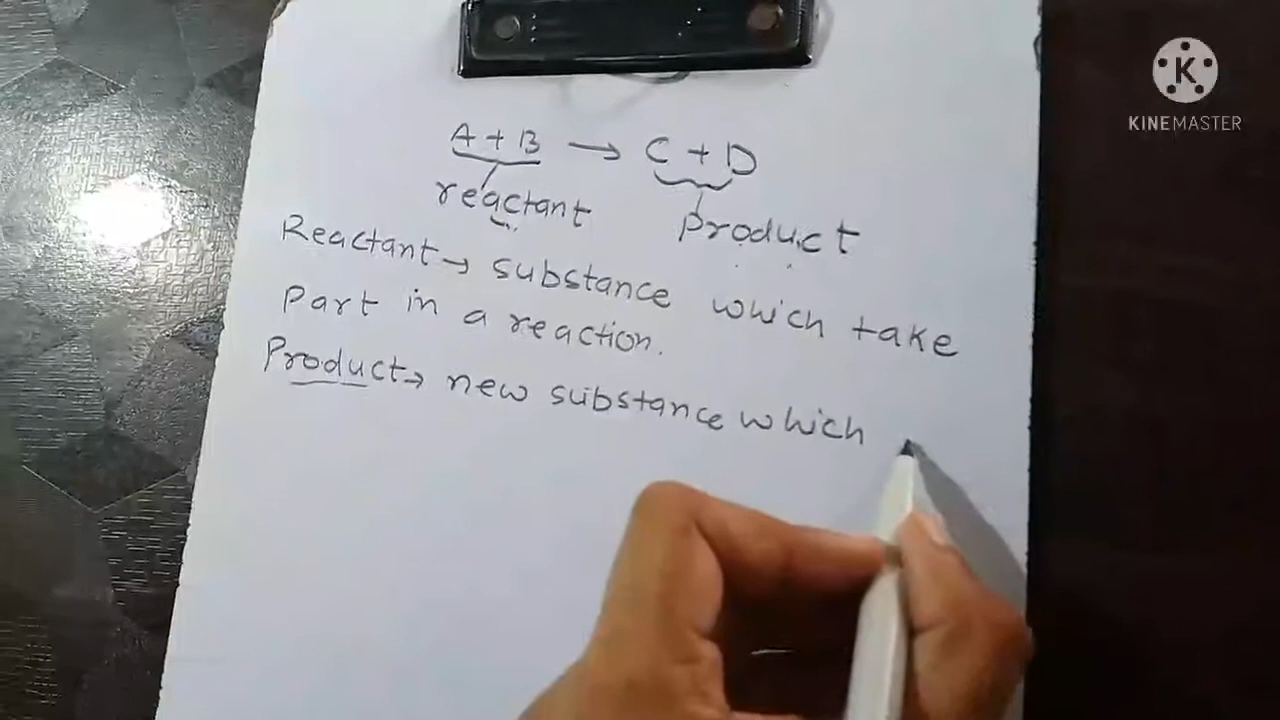 A + B → C + D
reactant product
Reactant → substance which take
part in a reaction.
Product → new substance which
K
KINEMASTER